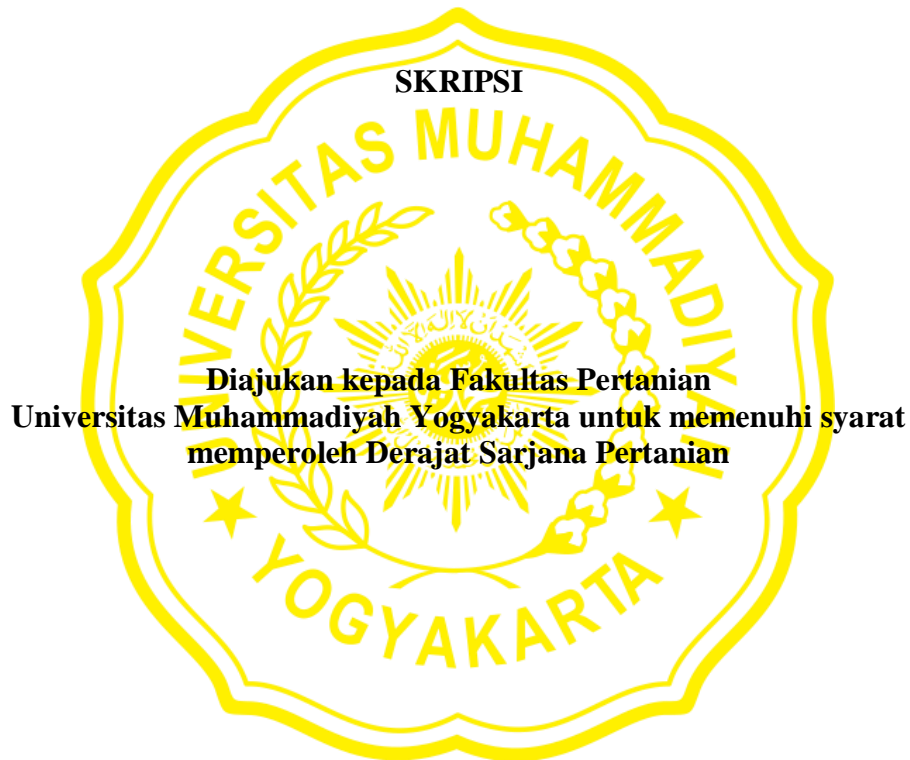 SKRIPSI
UNIVERSITAS MUHAMMADIYAH
Diajukan kepada Fakultas Pertanian
Universitas Muhammadiyah Yogyakarta untuk memenuhi syarat
memperoleh Derajat Sarjana Pertanian
★ YOGYAKARTA ★